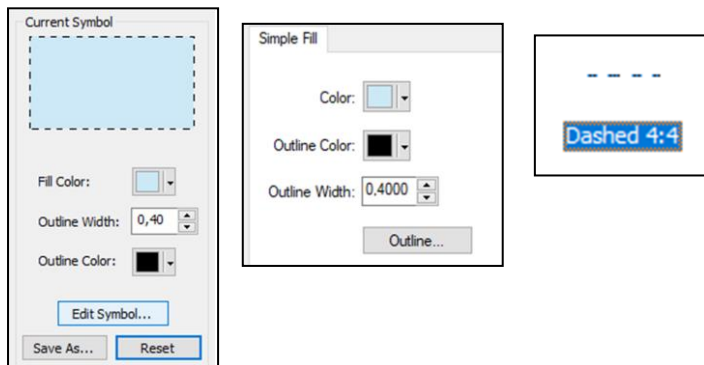 Current Symbol
Fill Color:
Outline Width: 0,40
Outline Color:
Edit Symbol...
Save As... Reset
Simple Fill
Color:
Outline Color:
Outline Width: 0.4000
Outline...
Dashed 4:4